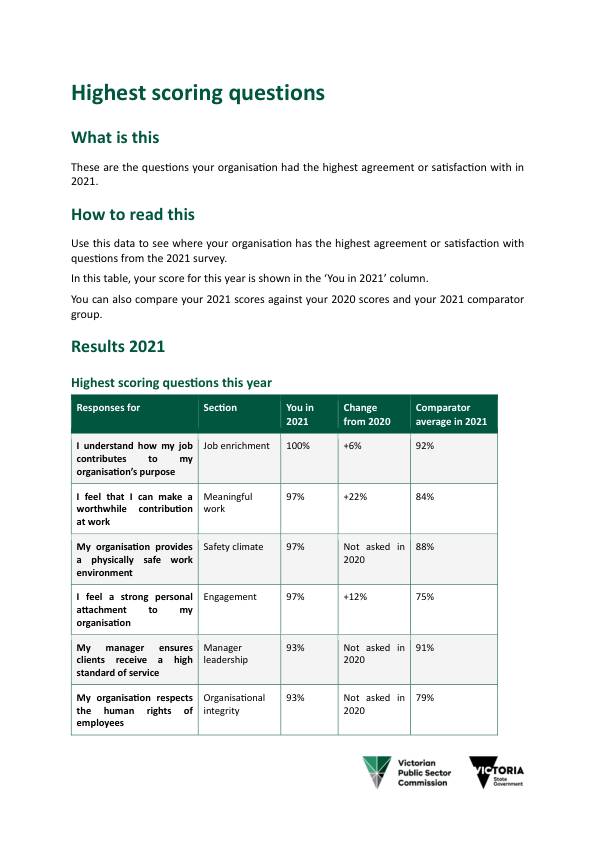 Highest scoring questions
What is this
These are the questions your organisation had the highest agreement or satisfaction with in
2021.
How to read this
Use this data to see where your organisation has the highest agreement or satisfaction with
questions from the 2021 survey.
In this table, your score for this year is shown in the ‘You in 2021’ column.
You can also compare your 2021 scores against your 2020 scores and your 2021 comparator
group.
Results 2021
Highest scoring questions this year
Responses for Section You in 2021 Change from 2020 Comparator average in 2021
I understand how my job contributes to my organisation’s purpose Job enrichment 100% +6% 92%
I feel that I can make a worthwhile contribution at work Meaningful work 97% +22% 84%
My organisation provides a physically safe work environment Safety climate 97% Not asked in 2020 88%
I feel a strong personal attachment to my organisation Engagement 97% +12% 75%
My manager ensures clients receive a high standard of service Manager leadership 93% Not asked in 2020 91%
My organisation respects the human rights of employees Organisational integrity 93% Not asked in 2020 79%
Victorian
Public Sector
Commission
VICTORIA
State
Government